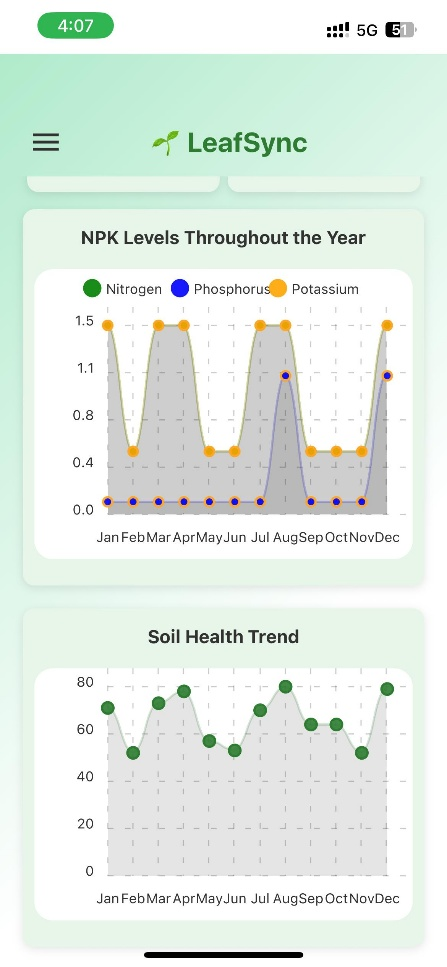 4:07
5G 51
LeafSync
NPK Levels Throughout the Year
Nitrogen Phosphorus Potassium
1.5
1.1
0.8
0.4
0.0
Jan Feb Mar Apr May Jun Jul Aug Sep Oct Nov Dec
Soil Health Trend
80
60
40
20
0
Jan Feb Mar Apr May Jun Jul Aug Sep Oct Nov Dec